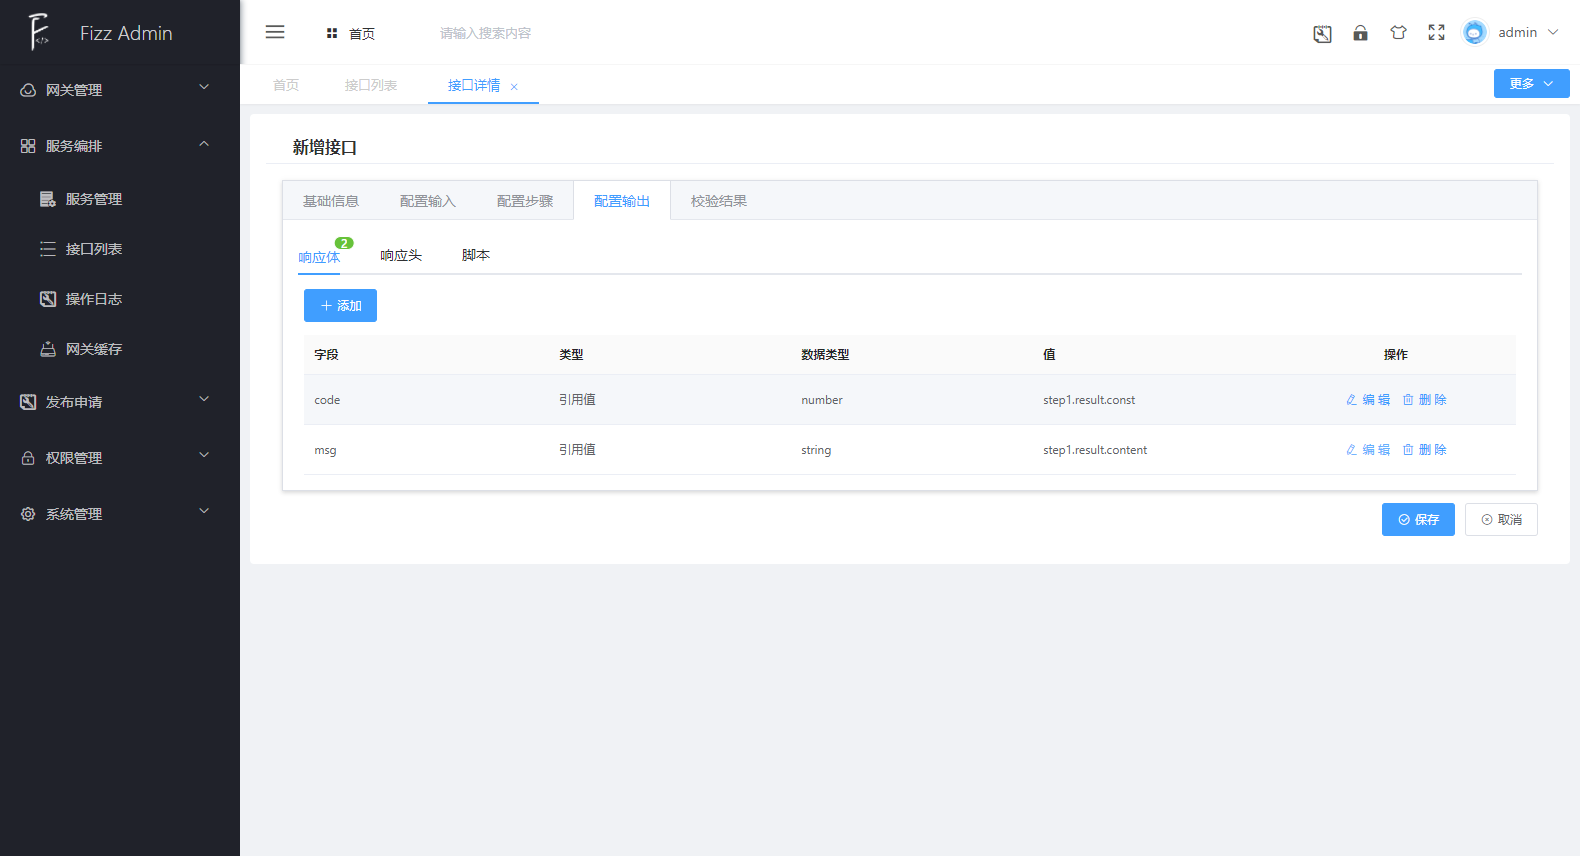 Fizz Admin
首页
请输入搜索内容
admin
网关管理
服务编排
服务管理
接口列表
操作日志
网关缓存
发布申请
权限管理
系统管理
首页
接口列表
接口详情
更多
新增接口
基础信息
配置输入
配置步骤
配置输出
校验结果
响应体
2
响应头
脚本
添加
字段 类型 数据类型 值 操作
code 引用值 number step1.result.const 编 辑 删 除
msg 引用值 string step1.result.content 编 辑 删 除
保存
取消